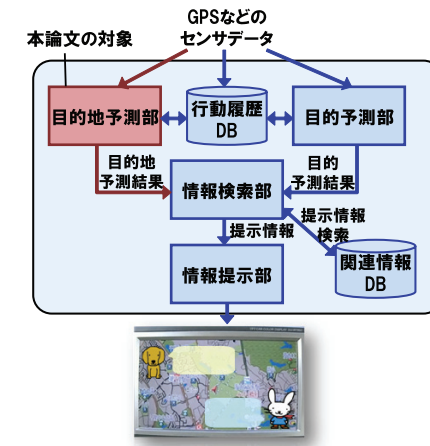 GPSなどの
センサデータ
本論文の対象
目的地予測部
行動履歴
DB
目的予測部
目的地
予測結果
目的
予測結果
情報検索部
提示情報
提示情報
検索
情報提示部
関連情報
DB